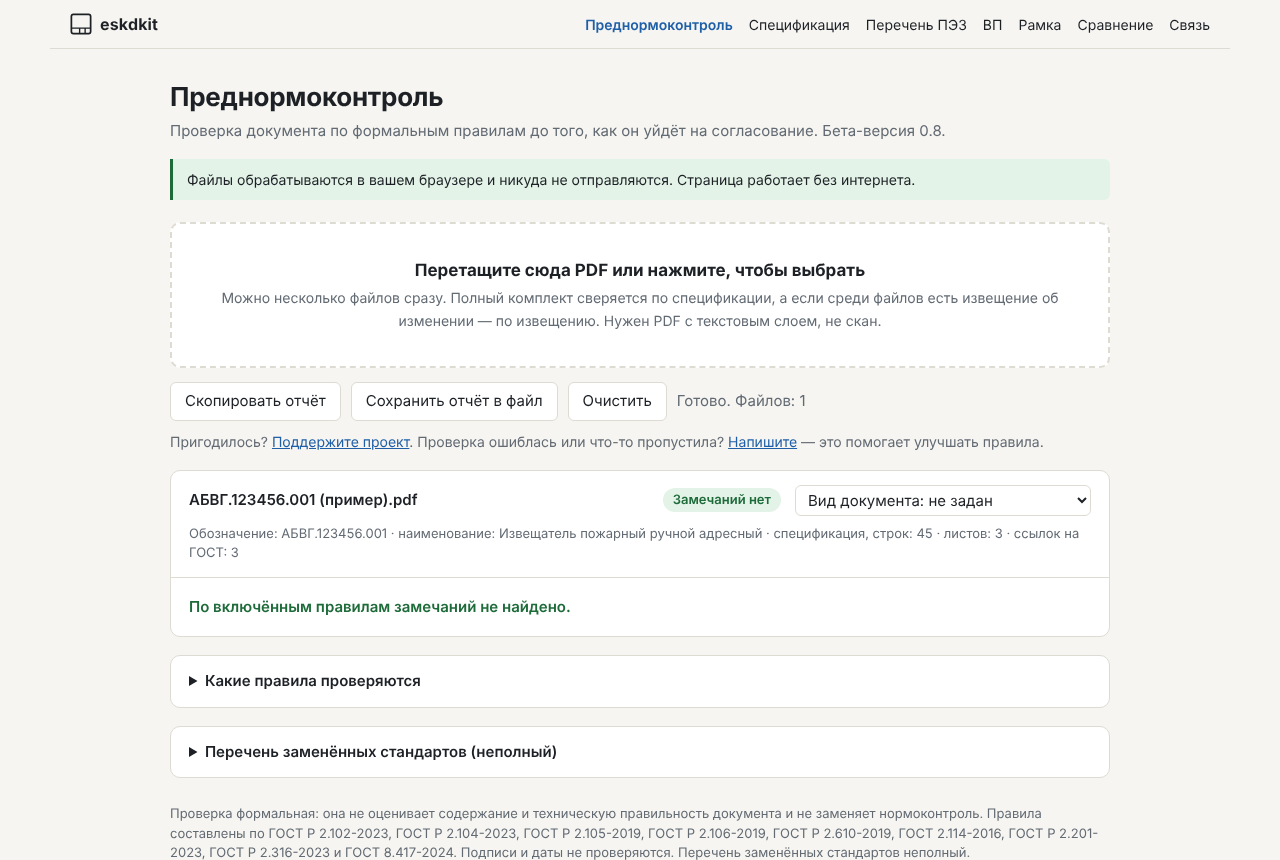 eskdkit
Преднормоконтроль Спецификация Перечень ПЭЗ ВП Рамка Сравнение Связь
Преднормоконтроль
Проверка документа по формальным правилам до того, как он уйдёт на согласование. Бета-версия 0.8.
Файлы обрабатываются в вашем браузере и никуда не отправляются. Страница работает без интернета.
Перетащите сюда PDF или нажмите, чтобы выбрать
Можно несколько файлов сразу. Полный комплект сверяется по спецификации, а если среди файлов есть извещение об
изменении — по извещению. Нужен PDF с текстовым слоем, не скан.
Скопировать отчёт Сохранить отчёт в файл Очистить Готово. Файлов: 1
Пригодилось? Поддержите проект. Проверка ошиблась или что-то пропустила? Напишите — это помогает улучшать правила.
АБВГ.123456.001 (пример).pdf Замечаний нет Вид документа: не задан
Обозначение: АБВГ.123456.001 · наименование: Извещатель пожарный ручной адресный · спецификация, строк: 45 · листов: 3 · ссылок на
ГОСТ: 3
По включённым правилам замечаний не найдено.
Какие правила проверяются
Перечень заменённых стандартов (неполный)
Проверка формальная: она не оценивает содержание и техническую правильность документа и не заменяет нормоконтроль. Правила
составлены по ГОСТ Р 2.102-2023, ГОСТ Р 2.104-2023, ГОСТ Р 2.105-2019, ГОСТ Р 2.106-2019, ГОСТ Р 2.610-2019, ГОСТ 2.114-2016, ГОСТ Р 2.201-
2023, ГОСТ Р 2.316-2023 и ГОСТ 8.417-2024. Подписи и даты не проверяются. Перечень заменённых стандартов неполный.